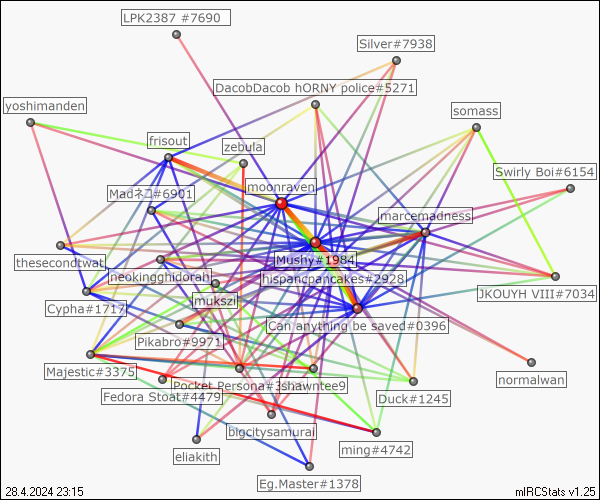 LPK2387 #7690
Silver#7938
DacobDacob hORNY police#5271
yoshimanden
somass
frisout
zebula
Swirly Boi#6154
moonraven
Madネコ#6901
marcemadness
Mushy#1984
thesecondtwat
neokingghidorah
hispancpancakes#2928
mukszi
JKOUYH VIII#7034
Cypha#1717
Can anything be saved#0396
Pikabro#9971
Majestic#3375
normalwan
Pocket Persona#3
shawntee9
Fedora Stoat#4479
Duck#1245
bigcitysamurai
ming#4742
eliakith
Eg.Master#1378
28.4.2024 23:15
mIRCStats v1.25